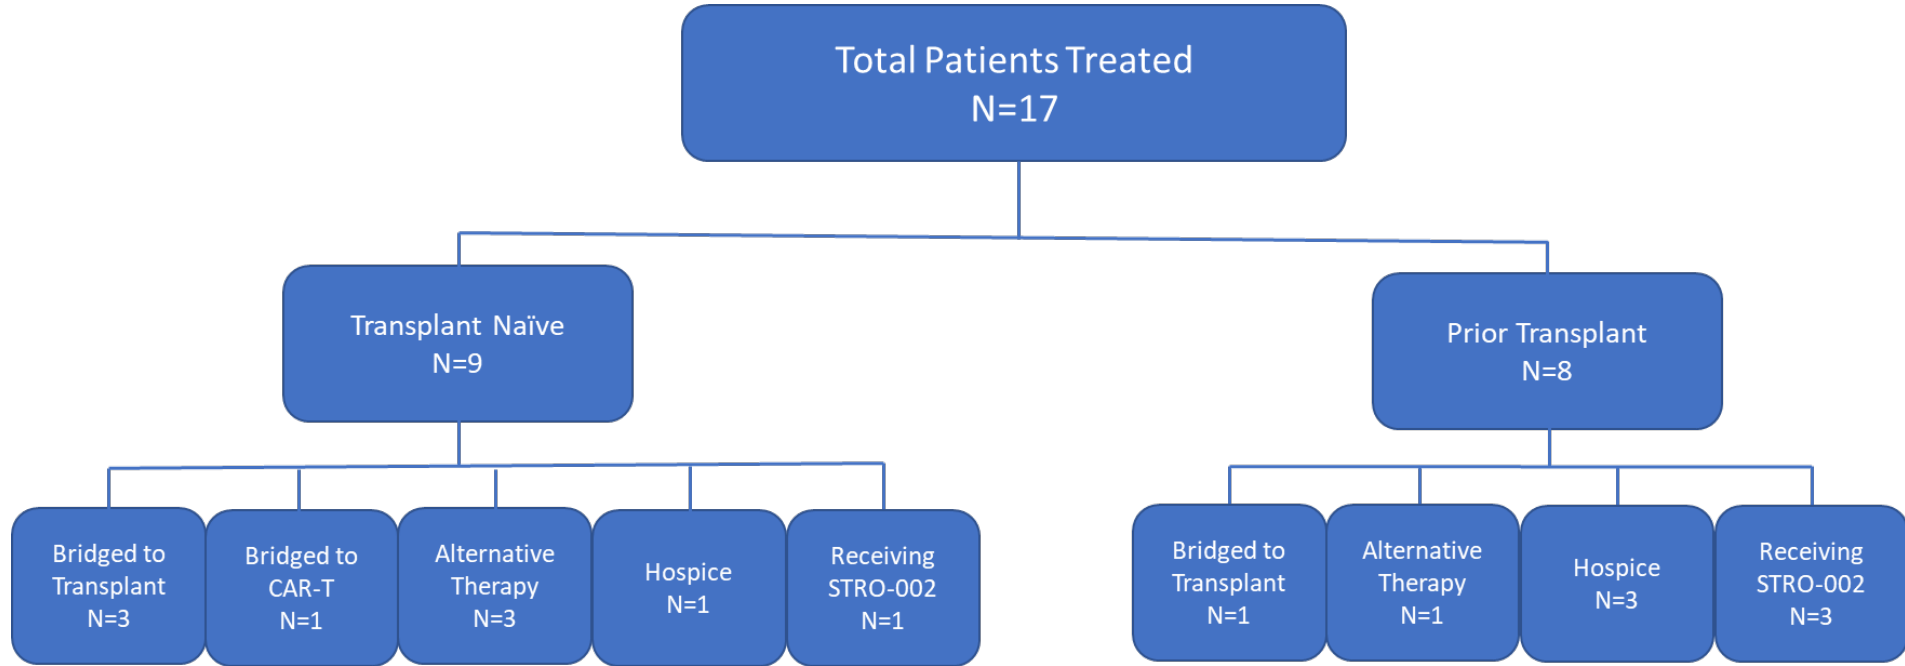 Total Patients Treated
N=17
Transplant Naïve
N=9
Prior Transplant
N=8
Bridged to
Transplant
N=3
Bridged to
CAR-T
N=1
Alternative
Therapy
N=3
Hospice
N=1
Receiving
STRO-002
N=1
Bridged to
Transplant
N=1
Alternative
Therapy
N=1
Hospice
N=3
Receiving
STRO-002
N=3